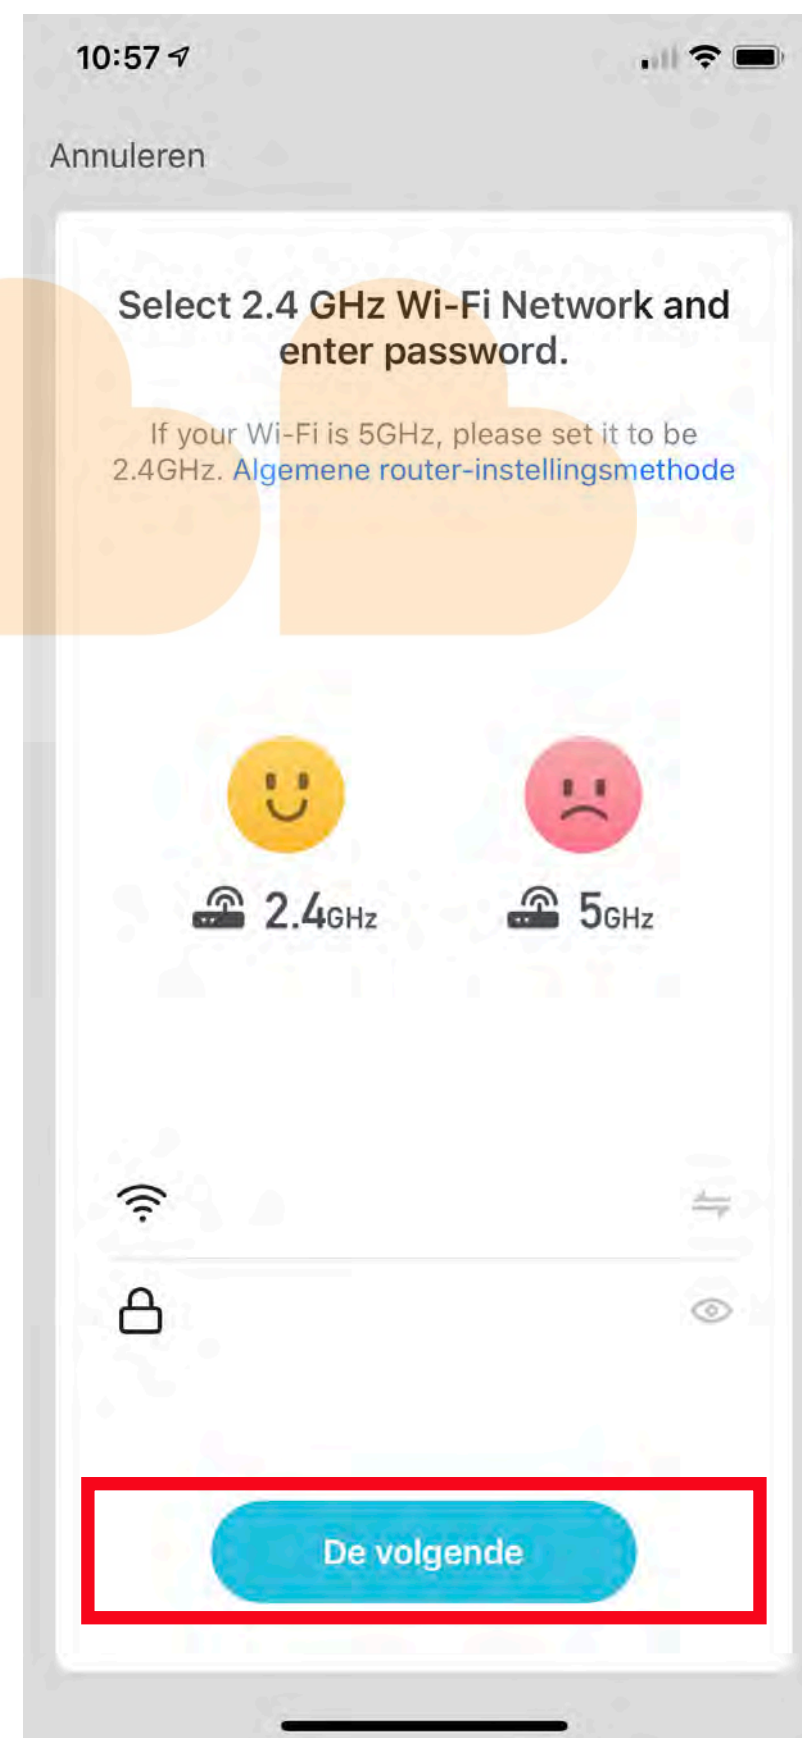 10:57
Annuleren
Select 2.4 GHz Wi-Fi Network and
enter password.
If your Wi-Fi is 5GHz, please set it to be
2.4GHz. Algemene router-instellingsmethode
2.4GHz 5GHz
De volgende